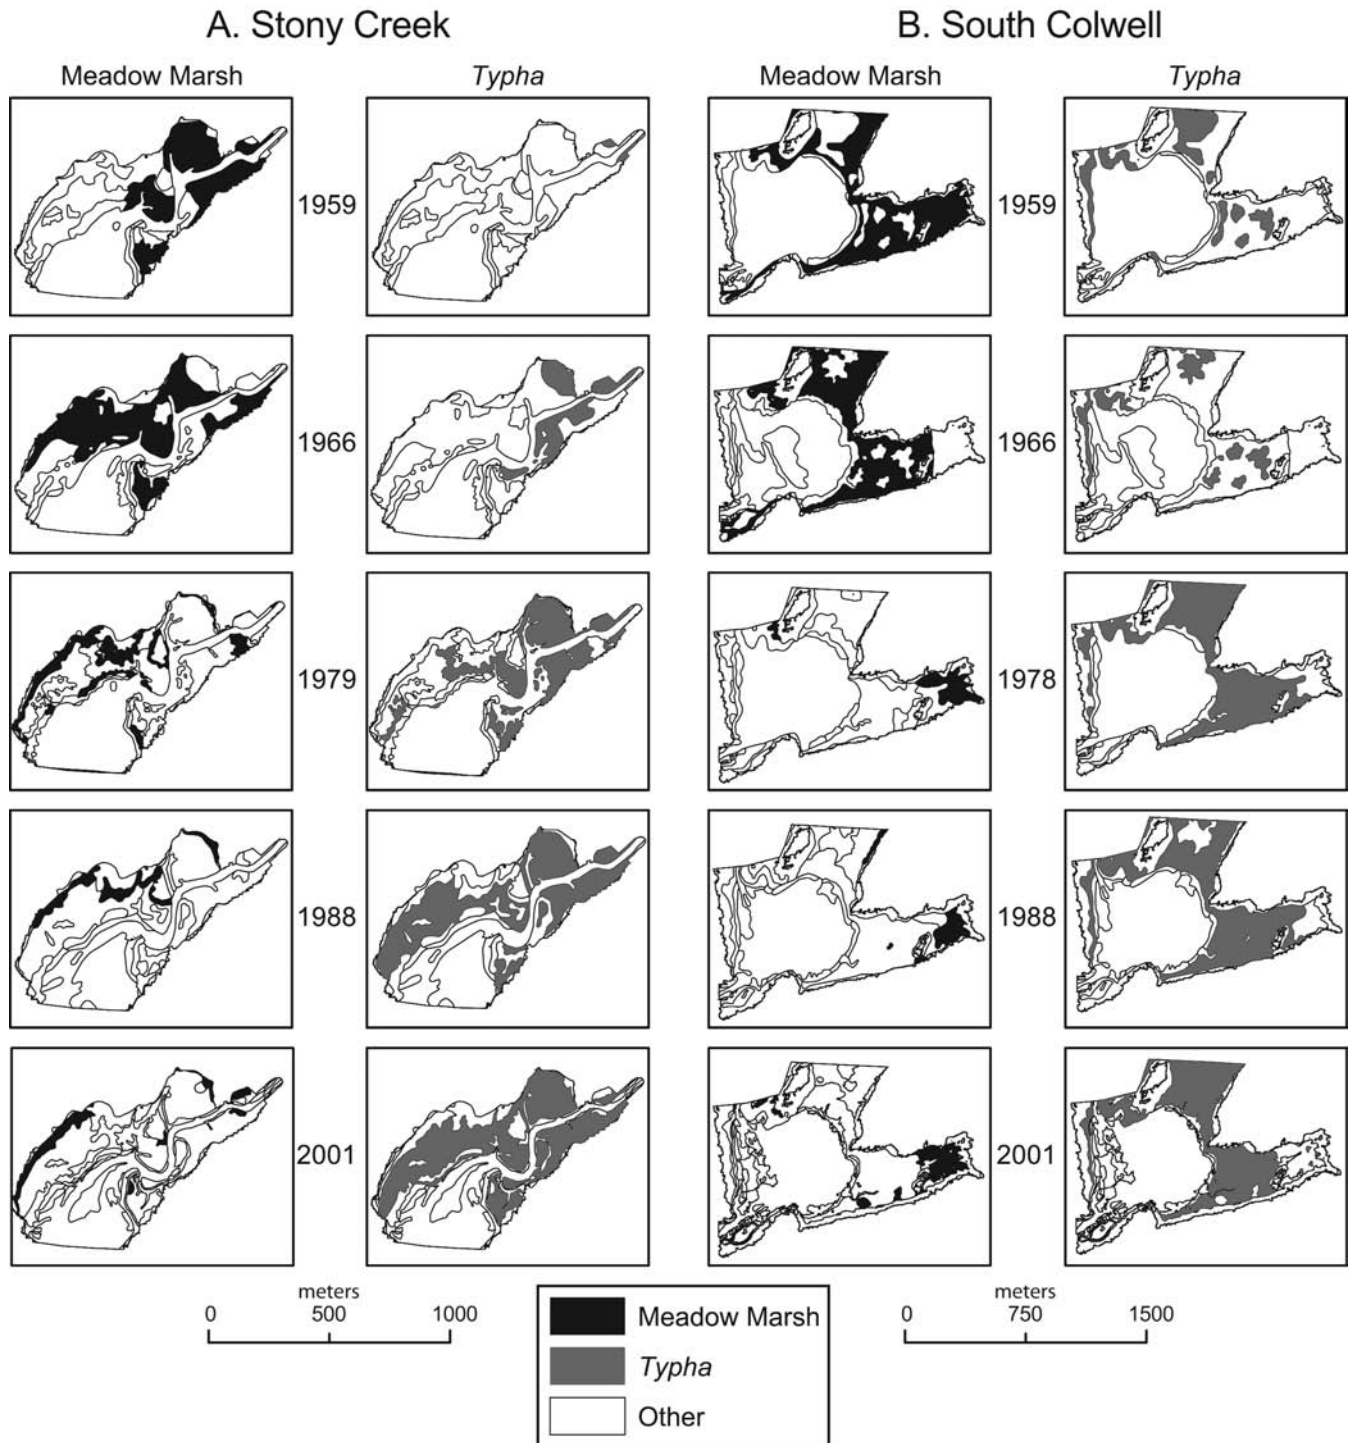 A. Stony Creek
B. South Colwell
Meadow Marsh
Typha
Meadow Marsh
Typha
1959
1959
1966
1966
1979
1978
1988
1988
2001
2001
meters
0 500 1000
meters
0 750 1500
Meadow Marsh
Typha
Other